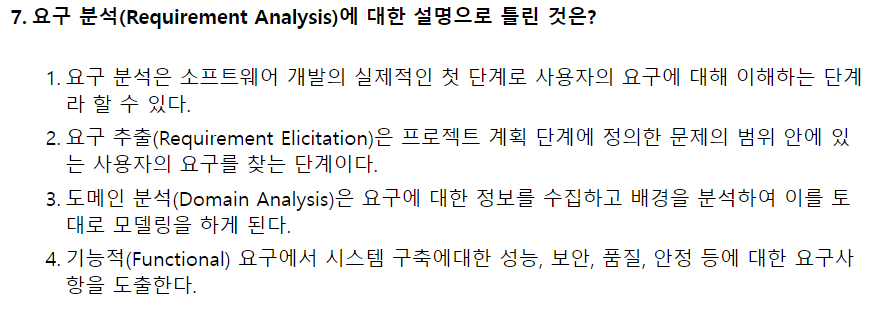 7. 요구 분석(Requirement Analysis)에 대한 설명으로 틀린 것은?
1. 요구 분석은 소프트웨어 개발의 실제적인 첫 단계로 사용자의 요구에 대해 이해하는 단계
라 할 수 있다.
2. 요구 추출(Requirement Elicitation)은 프로젝트 계획 단계에 정의한 문제의 범위 안에 있
는 사용자의 요구를 찾는 단계이다.
3. 도메인 분석(Domain Analysis)은 요구에 대한 정보를 수집하고 배경을 분석하여 이를 토
대로 모델링을 하게 된다.
4. 기능적(Functional) 요구에서 시스템 구축에대한 성능, 보안, 품질, 안정 등에 대한 요구사
항을 도출한다.